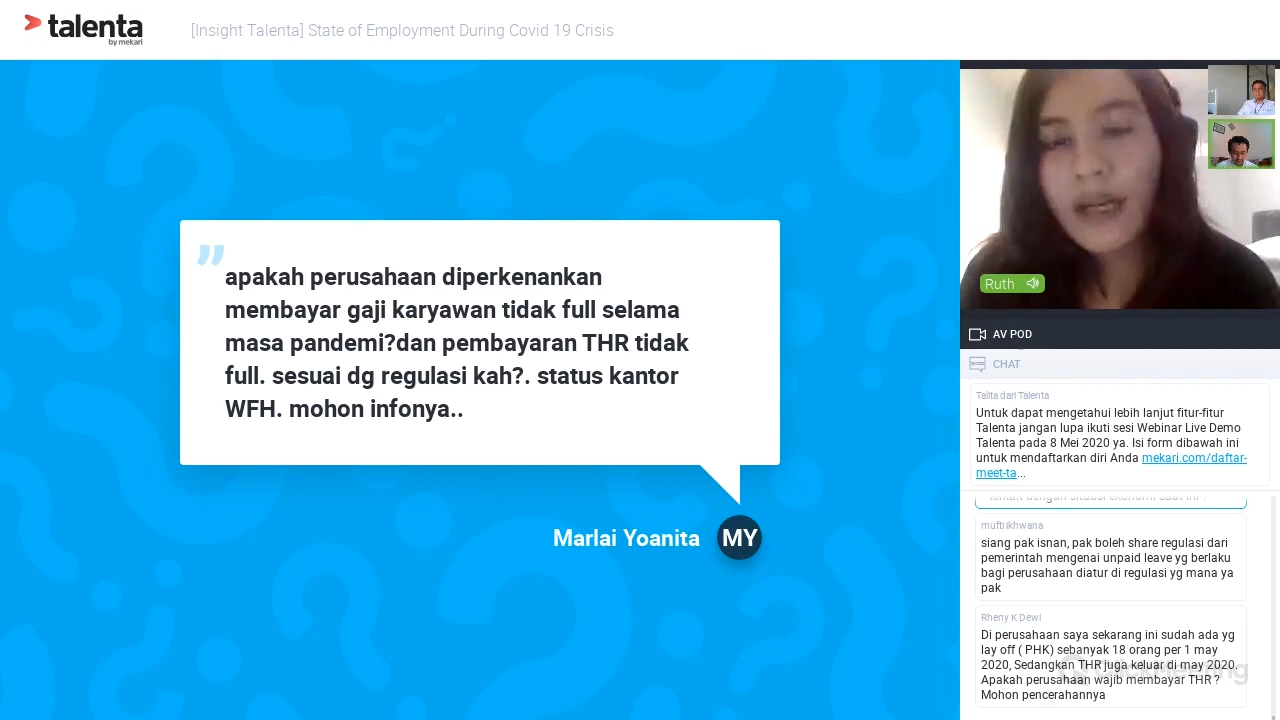 talenta
by mekari
[Insight Talenta] State of Employment During Covid 19 Crisis
apakah perusahaan diperkenankan
membayar gaji karyawan tidak full selama
masa pandemi?dan pembayaran THR tidak
full. sesuai dg regulasi kah?. status kantor
WFH. mohon infonya..
Marlai Yoanita
MY
Ruth
AV POD
CHAT
Talita dari Talenta
Untuk dapat mengetahui lebih lanjut fitur-fitur
Talenta jangan lupa ikuti sesi Webinar Live Demo
Talenta pada 8 Mei 2020 ya. Isi form dibawah ini
untuk mendaftarkan diri Anda mekari.com/daftar-
meet-ta...
terkait dengan situasi ekonomi saat ini ?
mufti ikhwana
siang pak isnan, pak boleh share regulasi dari
pemerintah mengenai unpaid leave yg berlaku
bagi perusahaan diatur di regulasi yg mana ya
pak
Rheny K Dewi
Di perusahaan saya sekarang ini sudah ada yg
lay off ( PHK) sebanyak 18 orang per 1 may
2020, Sedangkan THR juga keluar di may 2020.
Apakah perusahaan wajib membayar THR ?
Mohon pencerahannya
ClickMeeting